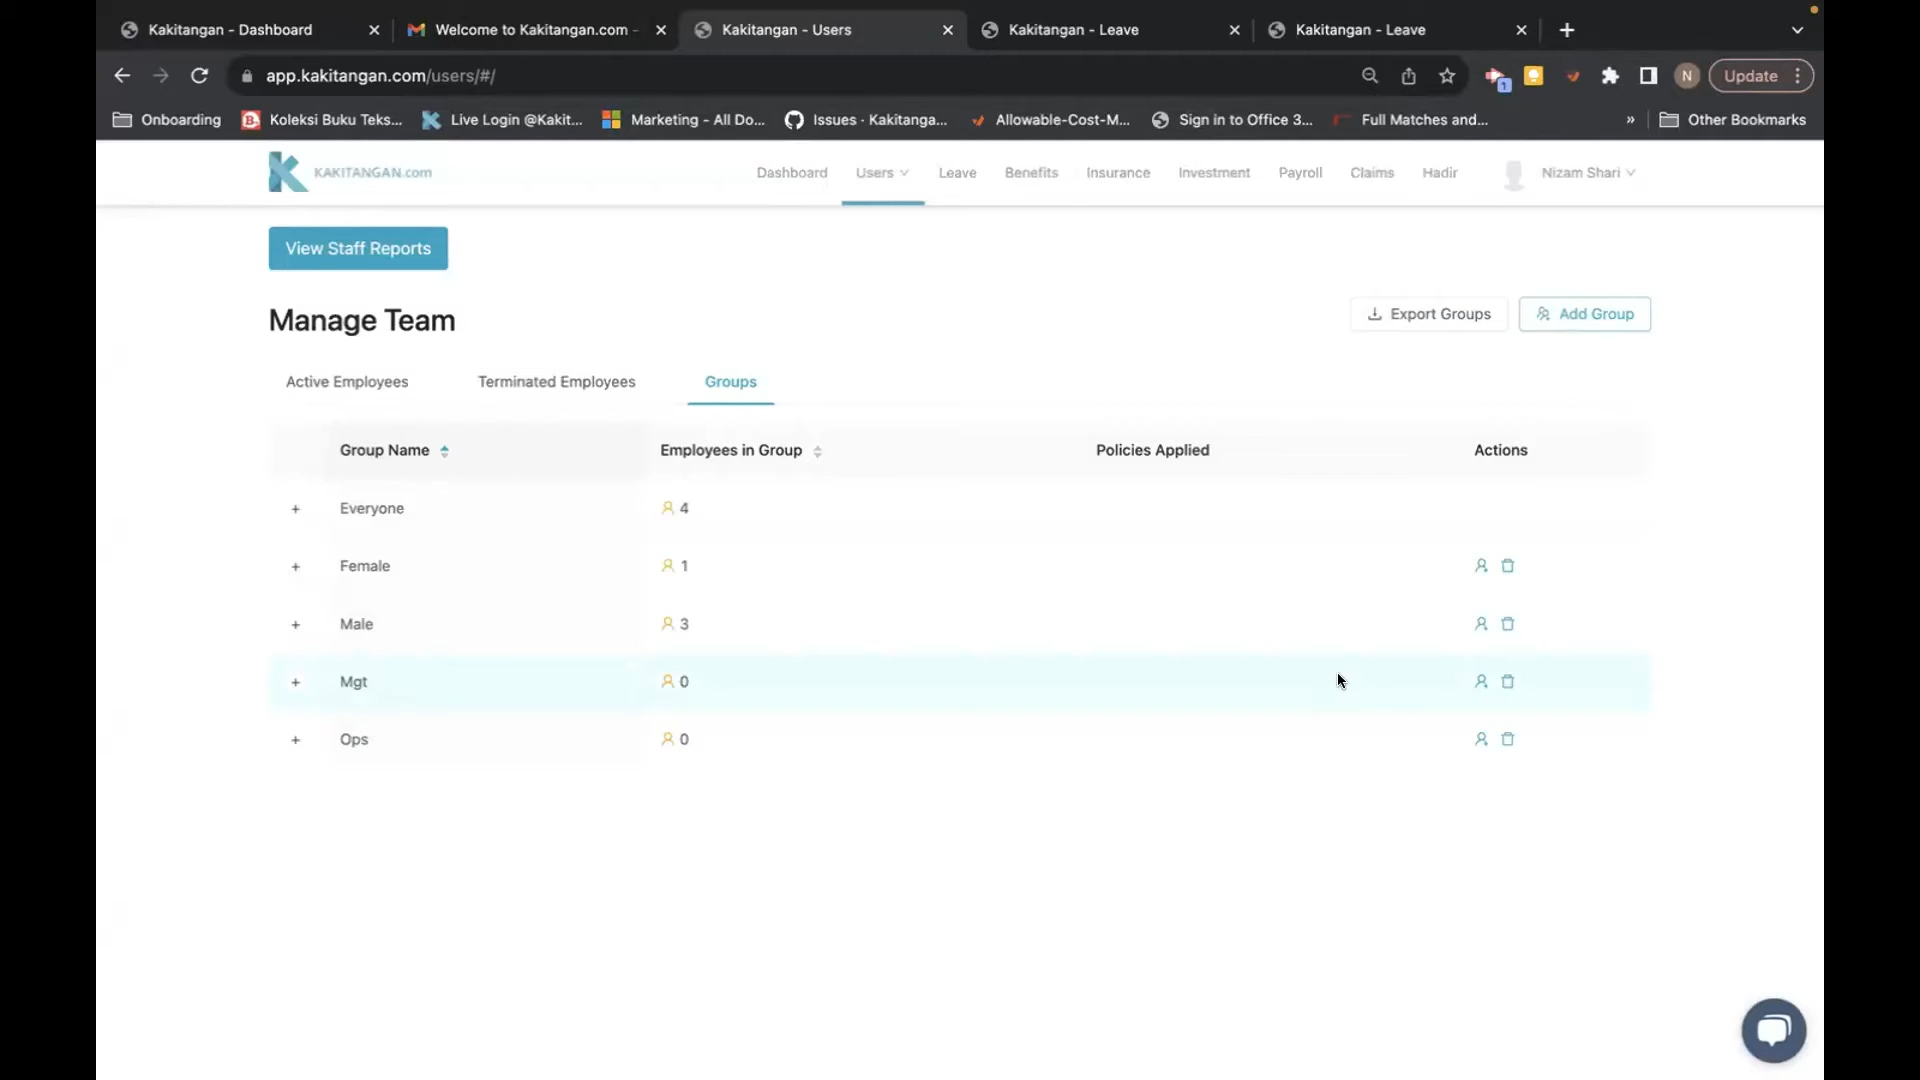 Kakitangan - Dashboard
Welcome to Kakitangan.com -
Kakitangan - Users
Kakitangan - Leave
Kakitangan - Leave
app.kakitangan.com/users/#/
1
N
Update
Onboarding
Koleksi Buku Teks...
Live Login @Kakit...
Marketing - All Do...
Issues · Kakitanga...
Allowable-Cost-M...
Sign in to Office 3...
Full Matches and...
»
Other Bookmarks
KAKITANGAN.com
Dashboard
Users
Leave
Benefits
Insurance
Investment
Payroll
Claims
Hadir
Nizam Shari
View Staff Reports
Manage Team
Export Groups
Add Group
Active Employees
Terminated Employees
Groups
Group Name
Employees in Group
Policies Applied
Actions
+ Everyone 4
+ Female 1
+ Male 3
+ Mgt 0
+ Ops 0